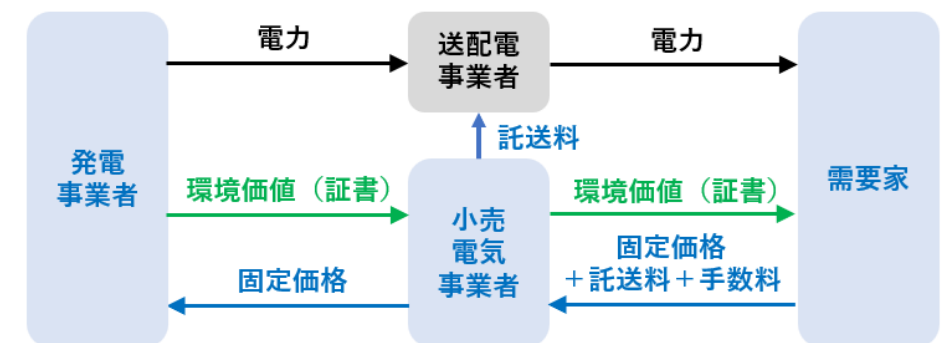 電力
送配電
事業者
電力
託送料
発電
事業者
環境価値（証書）
小売
電気
事業者
環境価値（証書）
需要家
固定価格
固定価格
＋託送料＋手数料